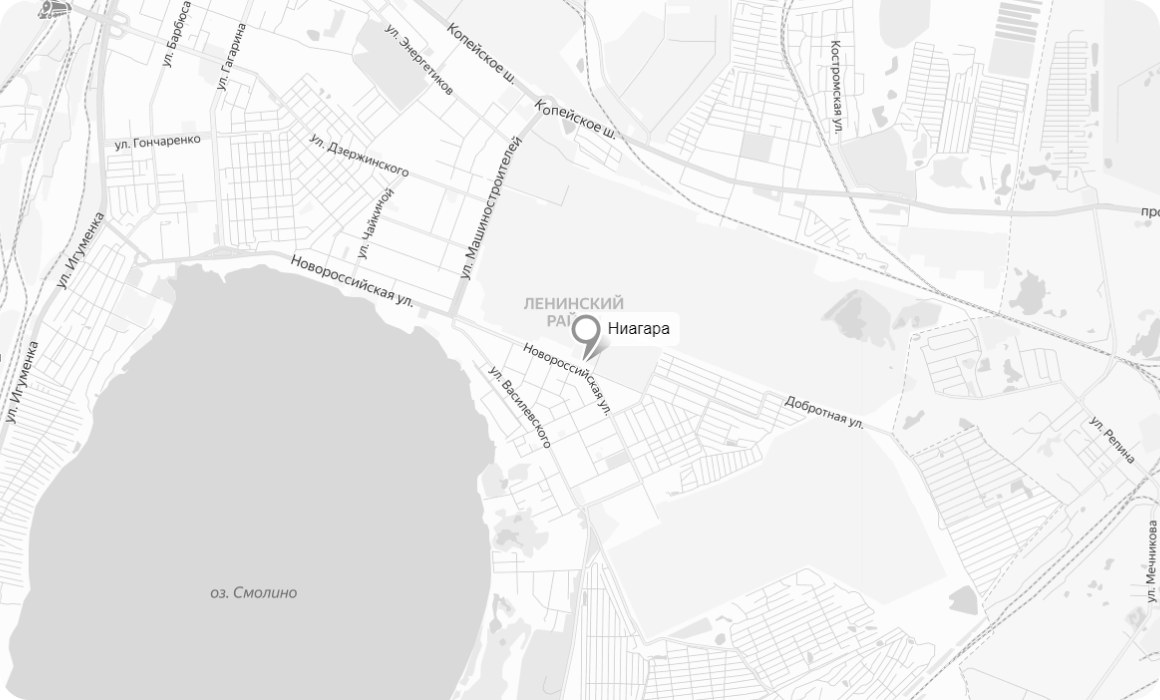 ул. Барбюса
ул. Гагарина
ул. Энергетиков
Копейское ш.
Костромская ул.
Копейское ш.
ул. Гончаренко
ул. Дзержинского
ул. Машиностроителей
ул. Чайкиной
ул. Игуменка
про
Новороссийская ул.
ЛЕНИНСКИЙ
РАЙ
Ниагара
ул. Игуменка
Новороссийская ул.
ул. Василевского
Добротная ул.
ул. Репина
ул. Мечникова
оз. Смолино